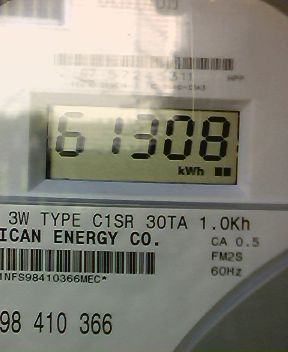 61308
kWh
3W TYPE C1SR 30TA 1.0Kh
ICAN ENERGY CO.
CA 0.5
FM2S
60Hz
1NFS98410366MEC*
98 410 366